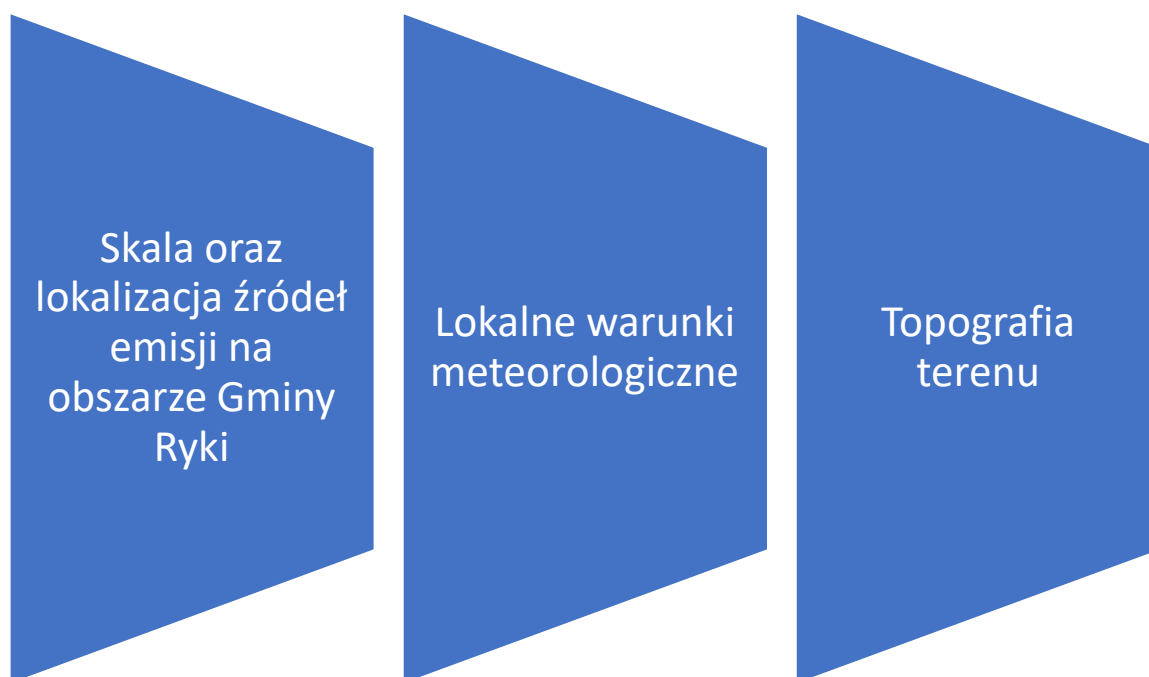 Skala oraz
lokalizacja źródeł
emisji na
obszarze Gminy
Ryki
Lokalne warunki
meteorologiczne
Topografia
terenu